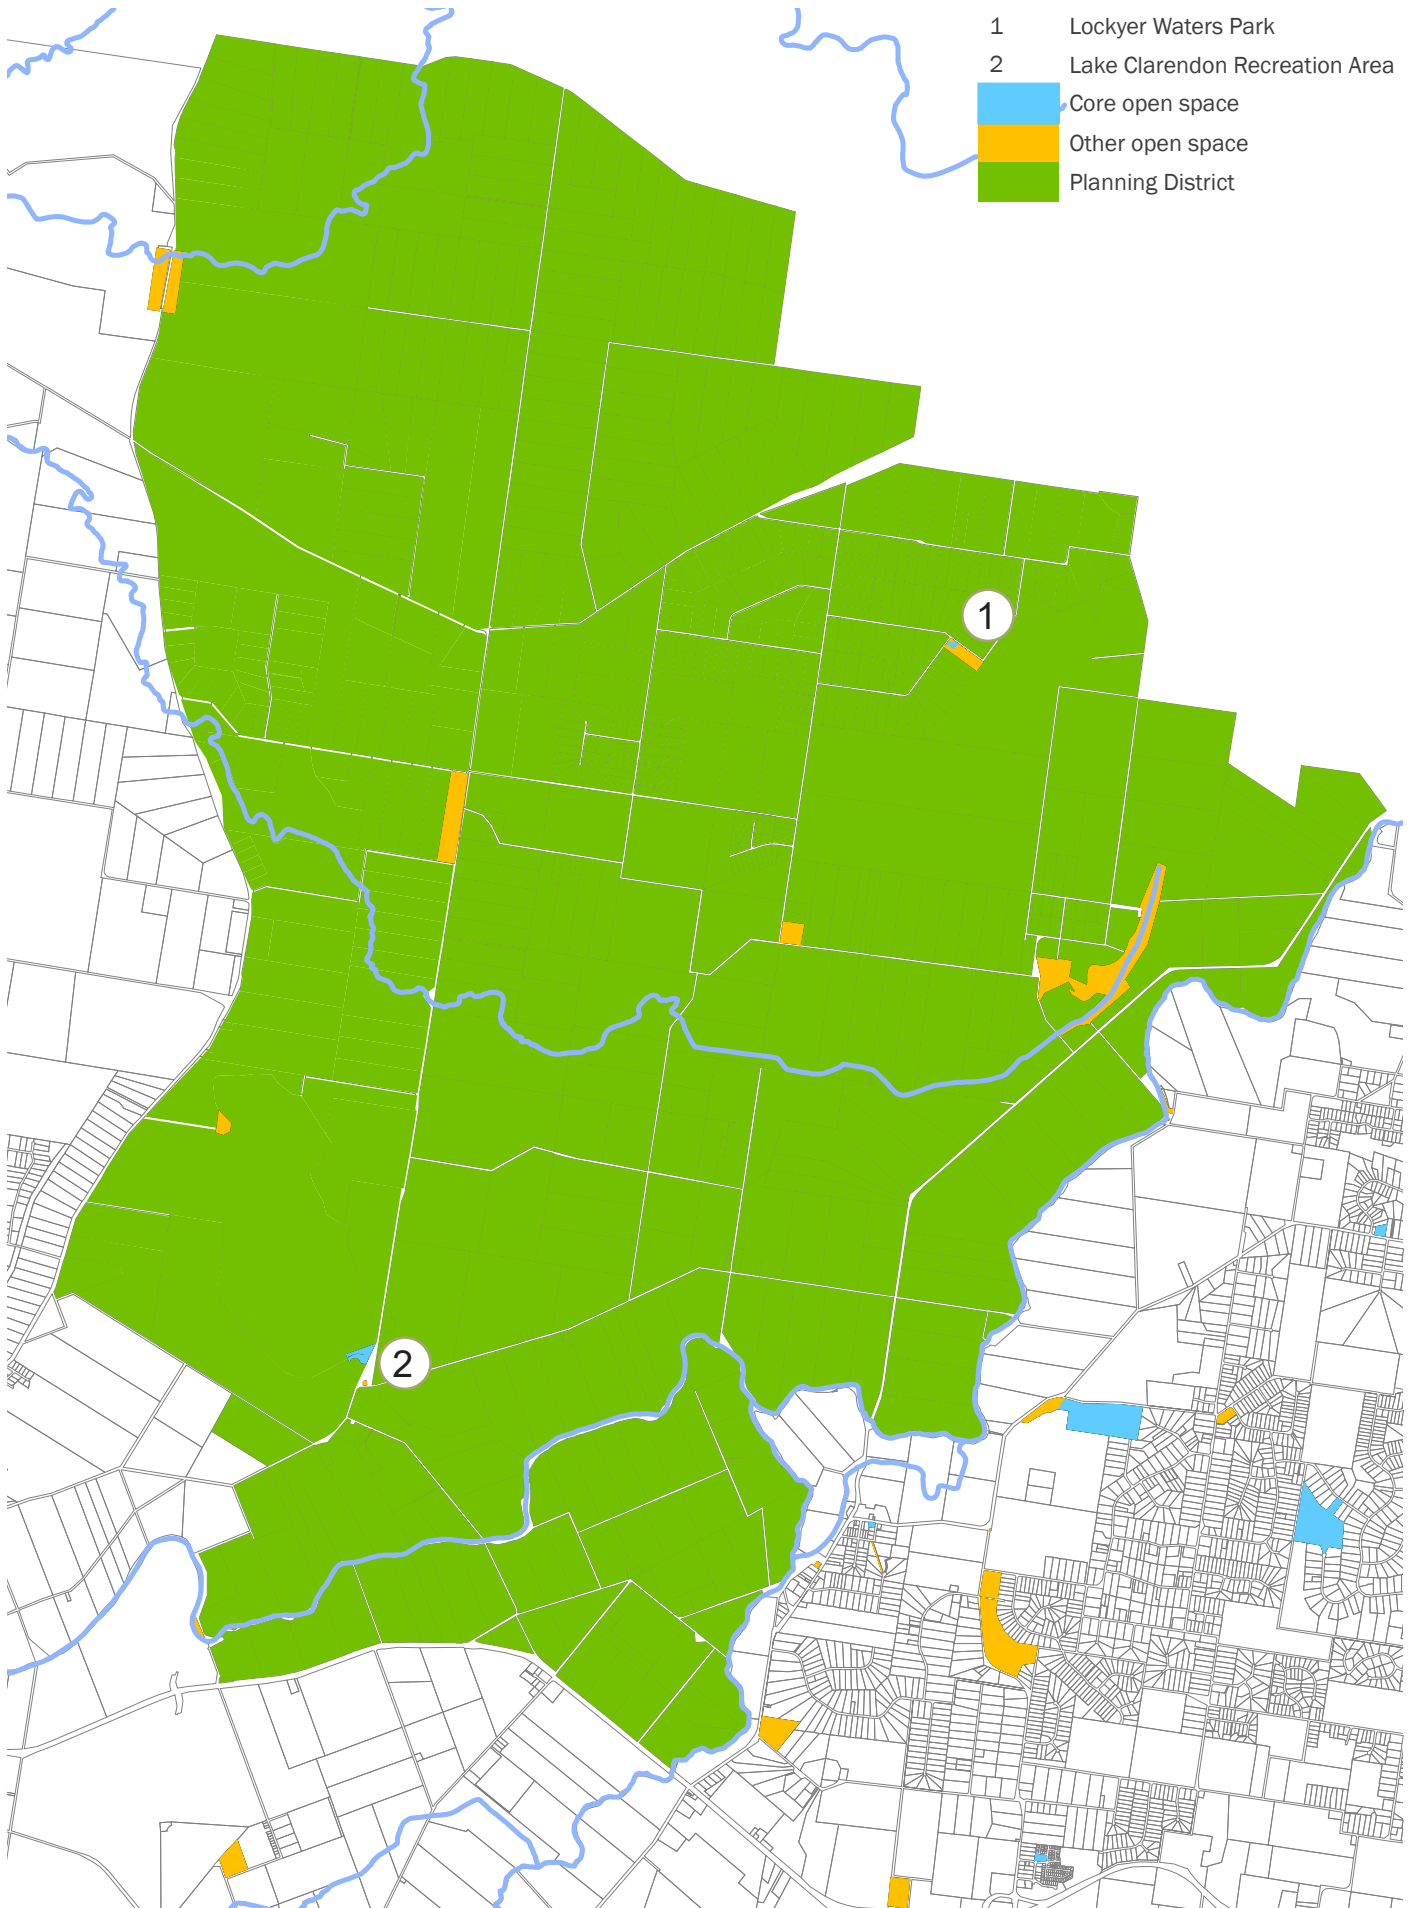 1 Lockyer Waters Park
2 Lake Clarendon Recreation Area
Core open space
Other open space
Planning District
1
2